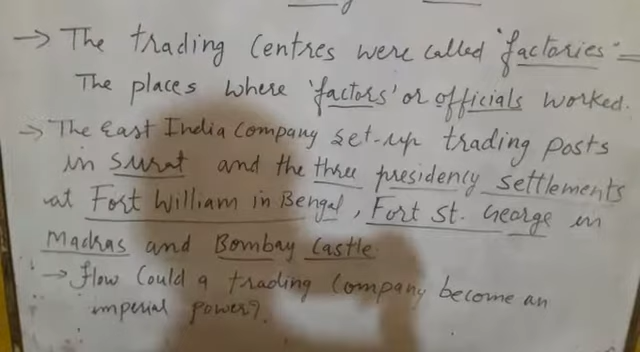 → The trading Centres were called 'factories' =
The places where 'factors' or officials worked.
→ The East India Company set-up trading posts
in Surat and the three presidency settlements
at Fort William in Bengal, Fort St. George in
Madras and Bombay Castle.
→ How Could a trading Company become an
imperial power?